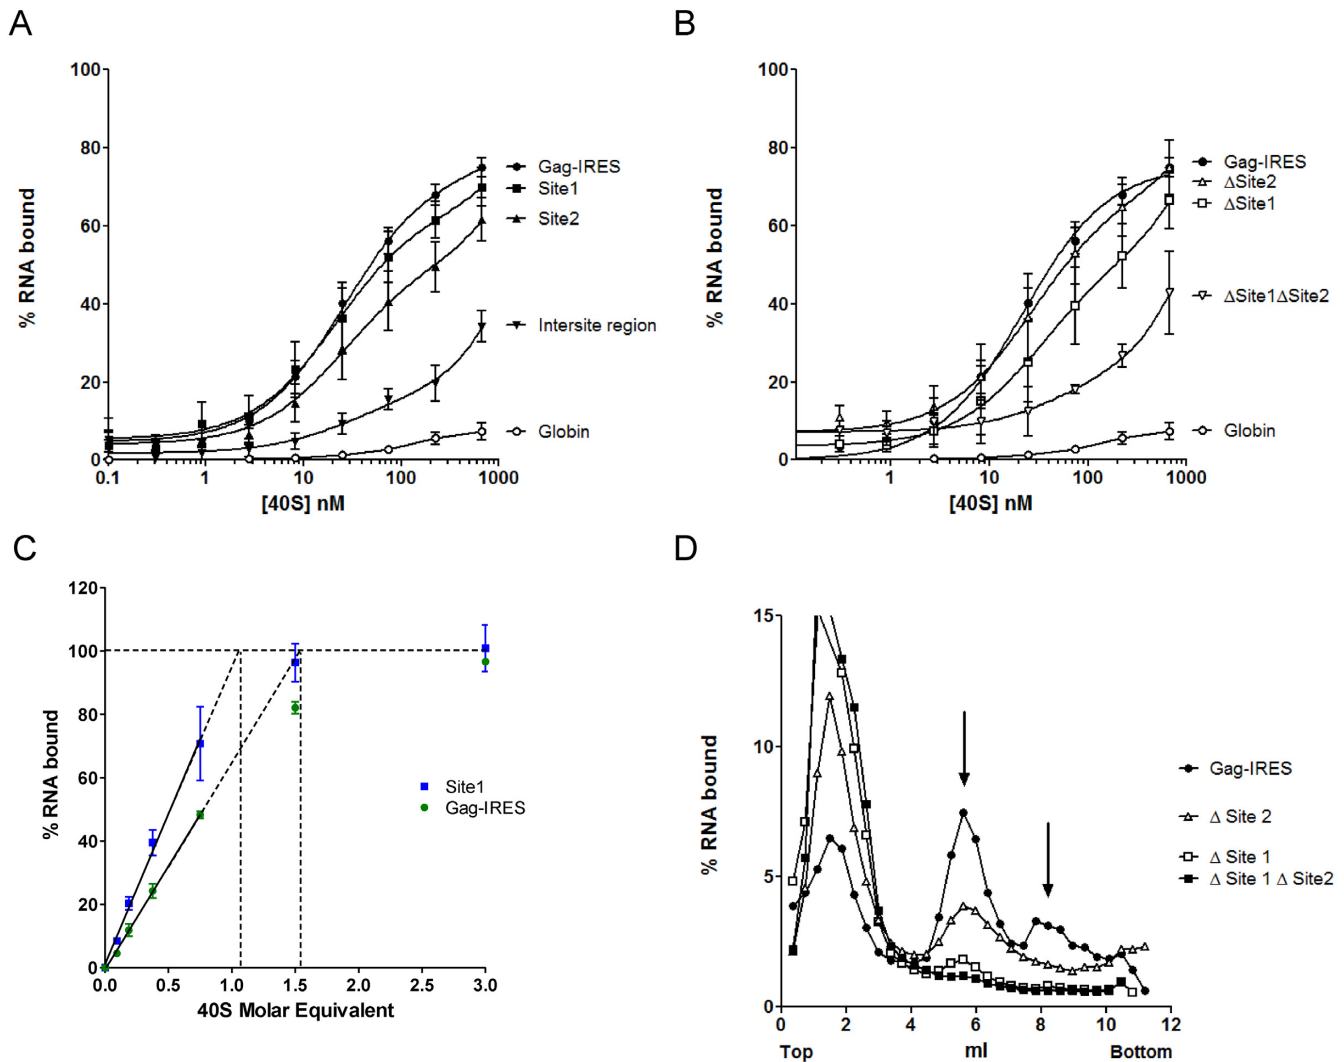 A
100
80
60
40
20
0
% RNA bound
0.1
1
10
100
1000
[40S] nM
Gag-IRES
Site1
Site2
Intersite region
Globin
B
100
80
60
40
20
0
% RNA bound
1
10
100
1000
[40S] nM
Gag-IRES
ΔSite2
ΔSite1
ΔSite1ΔSite2
Globin
C
120
100
80
60
40
20
0
% RNA bound
0.0
0.5
1.0
1.5
2.0
2.5
3.0
40S Molar Equivalent
Site1
Gag-IRES
D
15
10
5
0
% RNA bound
0
2
4
6
8
10
12
Top
ml
Bottom
Gag-IRES
Δ Site 2
Δ Site 1
Δ Site 1 Δ Site2